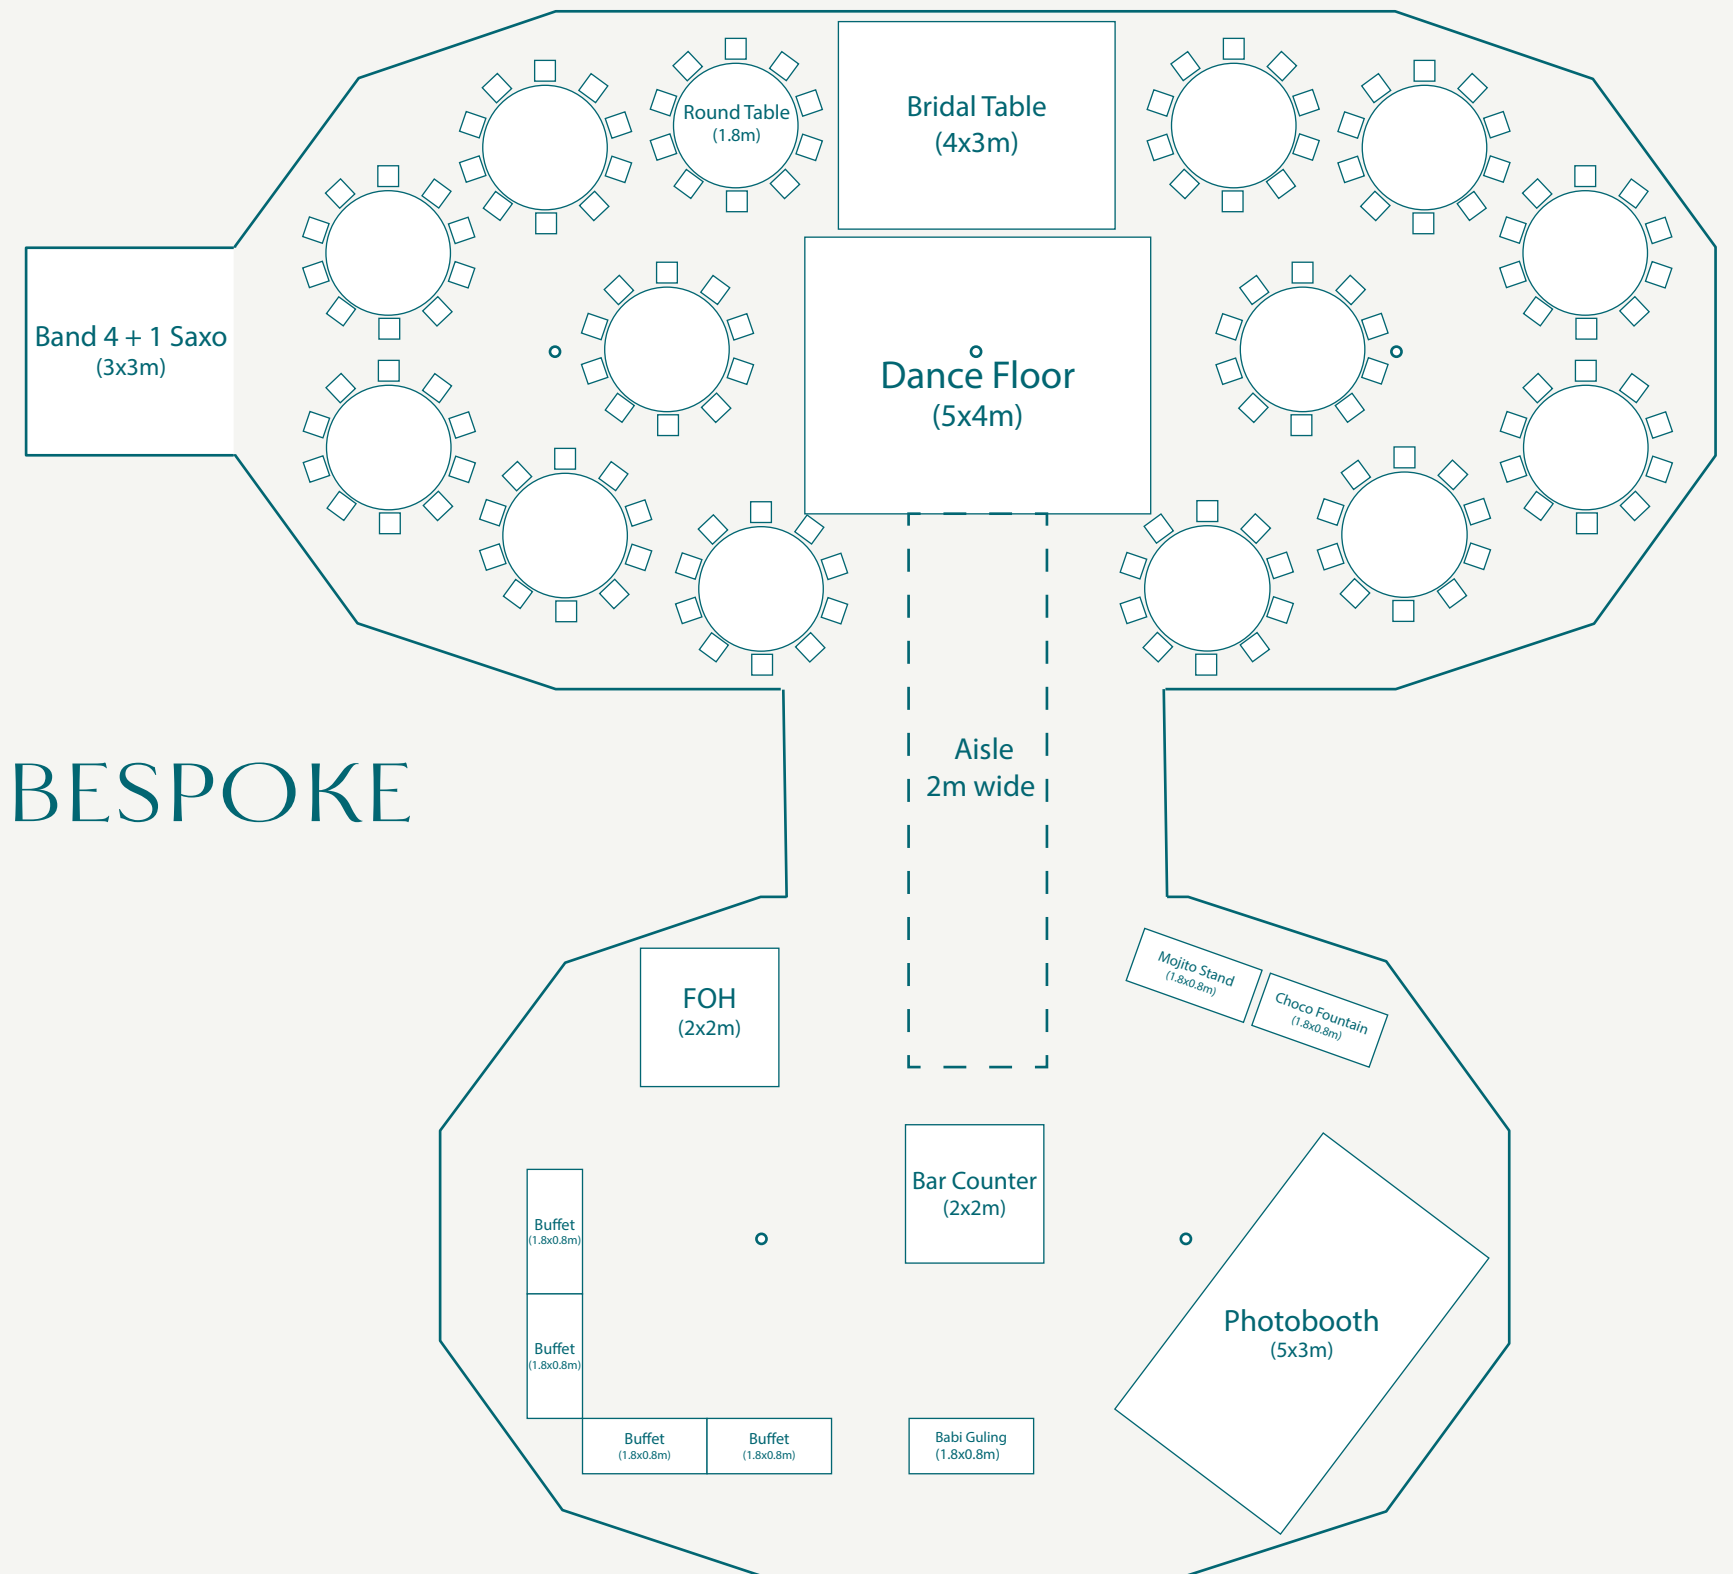 Round Table
(1.8m)
Bridal Table
(4x3m)
Band 4 + 1 Saxo
(3x3m)
Dance Floor
(5x4m)
BESPOKE
Aisle
2m wide
FOH
(2x2m)
Mojito Stand
(1.8x0.8m)
Choco Fountain
(1.8x0.8m)
Bar Counter
(2x2m)
Buffet
(1.8x0.8m)
Buffet
(1.8x0.8m)
Photobooth
(5x3m)
Buffet
(1.8x0.8m)
Buffet
(1.8x0.8m)
Babi Guling
(1.8x0.8m)